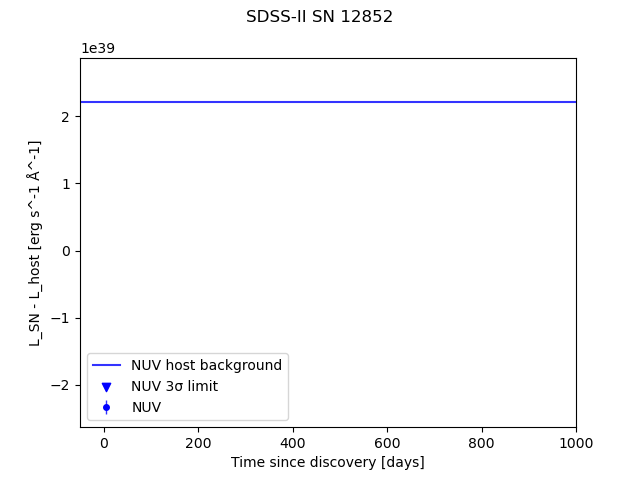 SDSS-II SN 12852
1e39
L_SN - L_host [erg s^-1 Å^-1]
2
1
0
−1
−2
NUV host background
NUV 3σ limit
NUV
0 200 400 600 800 1000
Time since discovery [days]